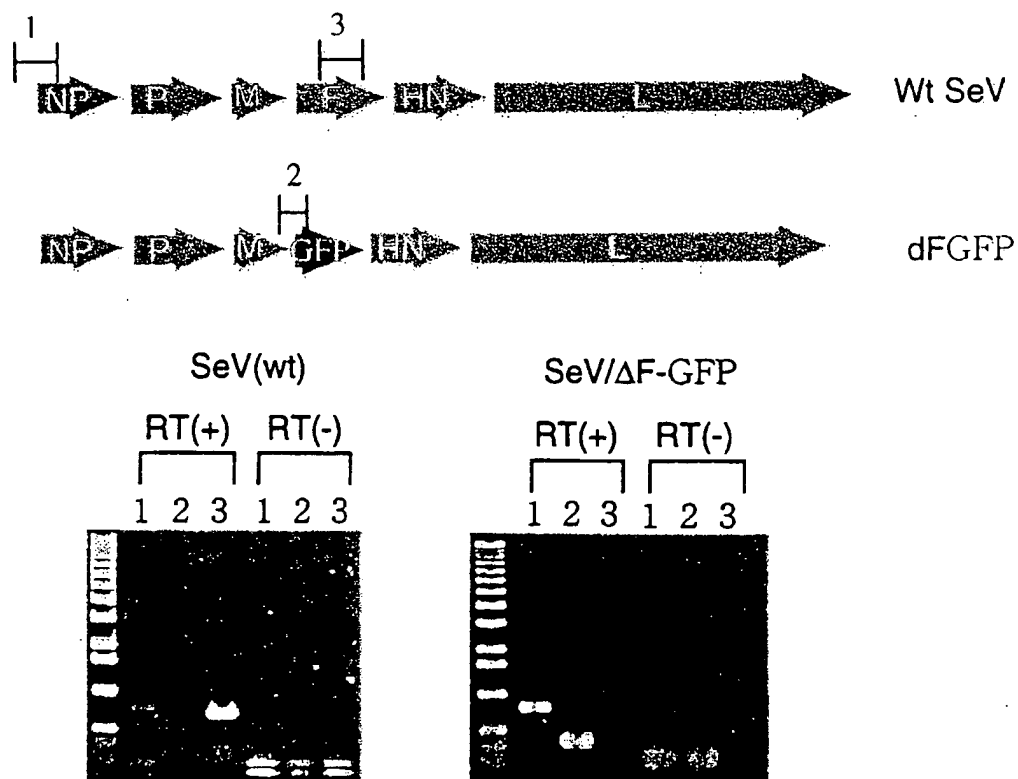 1 3
NP P M F HN L Wt SeV
2
NP P M GFP HN L dFGFP
SeV(wt) SeV/ΔF-GFP
RT(+) RT(-) RT(+) RT(-)
1 2 3 1 2 3 1 2 3 1 2 3